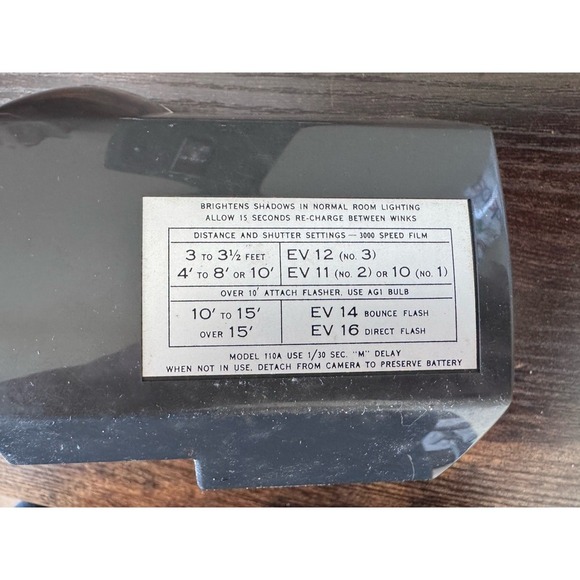 BRIGHTENS SHADOWS IN NORMAL ROOM LIGHTING
ALLOW 15 SECONDS RE-CHARGE BETWEEN WINKS
DISTANCE AND SHUTTER SETTINGS — 3000 SPEED FILM
3 TO 3½ FEET EV 12 (NO. 3)
4' TO 8' OR 10' EV 11 (NO. 2) OR 10 (NO. 1)
OVER 10' ATTACH FLASHER, USE AG1 BULB
10' TO 15' EV 14 BOUNCE FLASH
OVER 15' EV 16 DIRECT FLASH
MODEL 110A USE 1/30 SEC. "M" DELAY
WHEN NOT IN USE, DETACH FROM CAMERA TO PRESERVE BATTERY